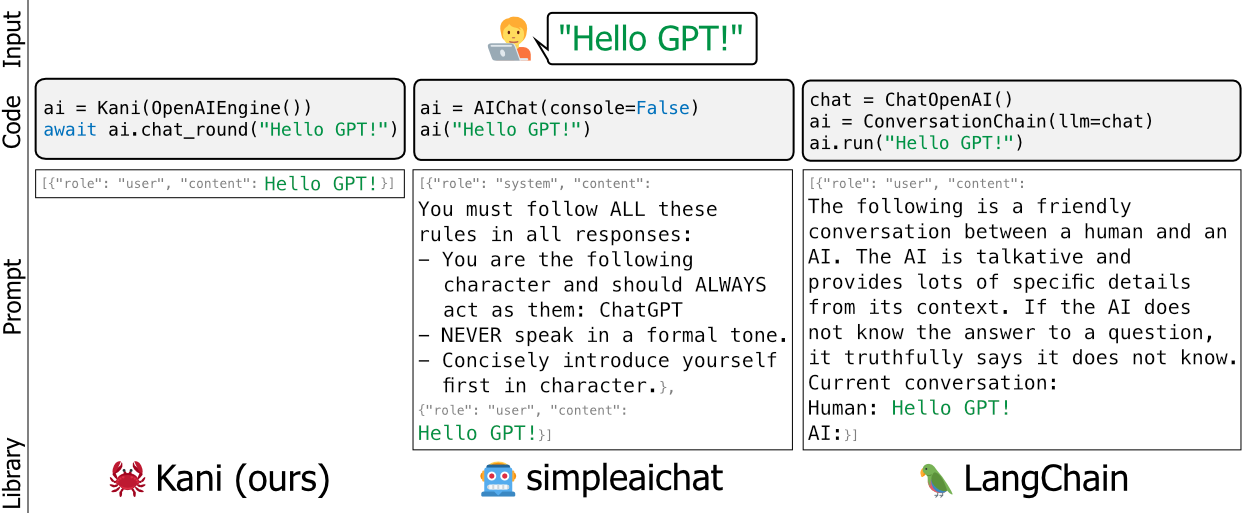 Input
"Hello GPT!"
Code
ai = Kani(OpenAIEngine())
await ai.chat_round("Hello GPT!")
ai = AIChat(console=False)
ai("Hello GPT!")
chat = ChatOpenAI()
ai = ConversationChain(llm=chat)
ai.run("Hello GPT!")
Prompt
[{"role": "user", "content": Hello GPT!}]
[{"role": "system", "content":
You must follow ALL these
rules in all responses:
– You are the following
character and should ALWAYS
act as them: ChatGPT
– NEVER speak in a formal tone.
– Concisely introduce yourself
first in character.},
{"role": "user", "content":
Hello GPT!}]
[{"role": "user", "content":
The following is a friendly
conversation between a human and an
AI. The AI is talkative and
provides lots of specific details
from its context. If the AI does
not know the answer to a question,
it truthfully says it does not know.
Current conversation:
Human: Hello GPT!
AI:}]
Library
Kani (ours)
simpleaichat
LangChain